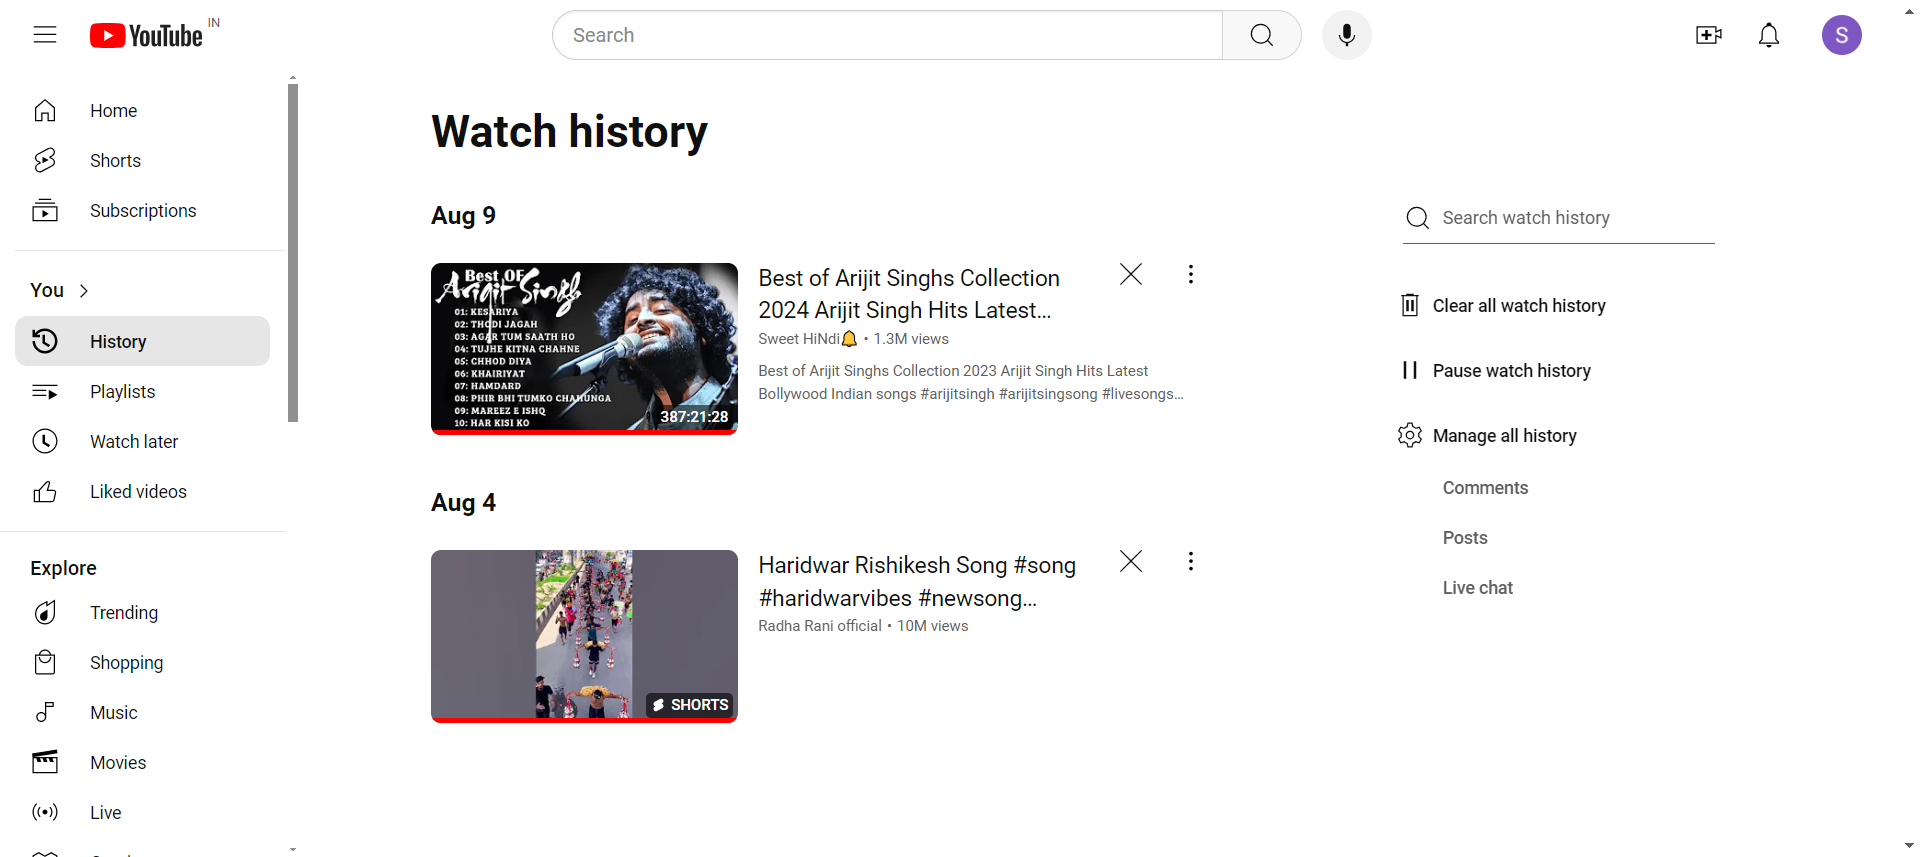 YouTube IN
Search
S
Home
Shorts
Subscriptions
You
History
Playlists
Watch later
Liked videos
Explore
Trending
Shopping
Music
Movies
Live
Watch history
Aug 9
Best OF
Arijit Singh
01: KESARIYA
02: THODI JAGAH
03: AGAR TUM SAATH HO
04: TUJHE KITNA CHAHNE
05: CHHOD DIYA
06: KHAIRIYAT
07: HAMDARD
08: PHIR BHI TUMKO CHAHUNGA
09: MAREEZ E ISHQ
10: HAR KISI KO
387:21:28
Best of Arijit Singhs Collection
2024 Arijit Singh Hits Latest...
Sweet HiNdi🔔 • 1.3M views
Best of Arijit Singhs Collection 2023 Arijit Singh Hits Latest
Bollywood Indian songs #arijitsingh #arijitsingsong #livesongs...
Aug 4
SHORTS
Haridwar Rishikesh Song #song
#haridwarvibes #newsong...
Radha Rani official • 10M views
Search watch history
Clear all watch history
Pause watch history
Manage all history
Comments
Posts
Live chat